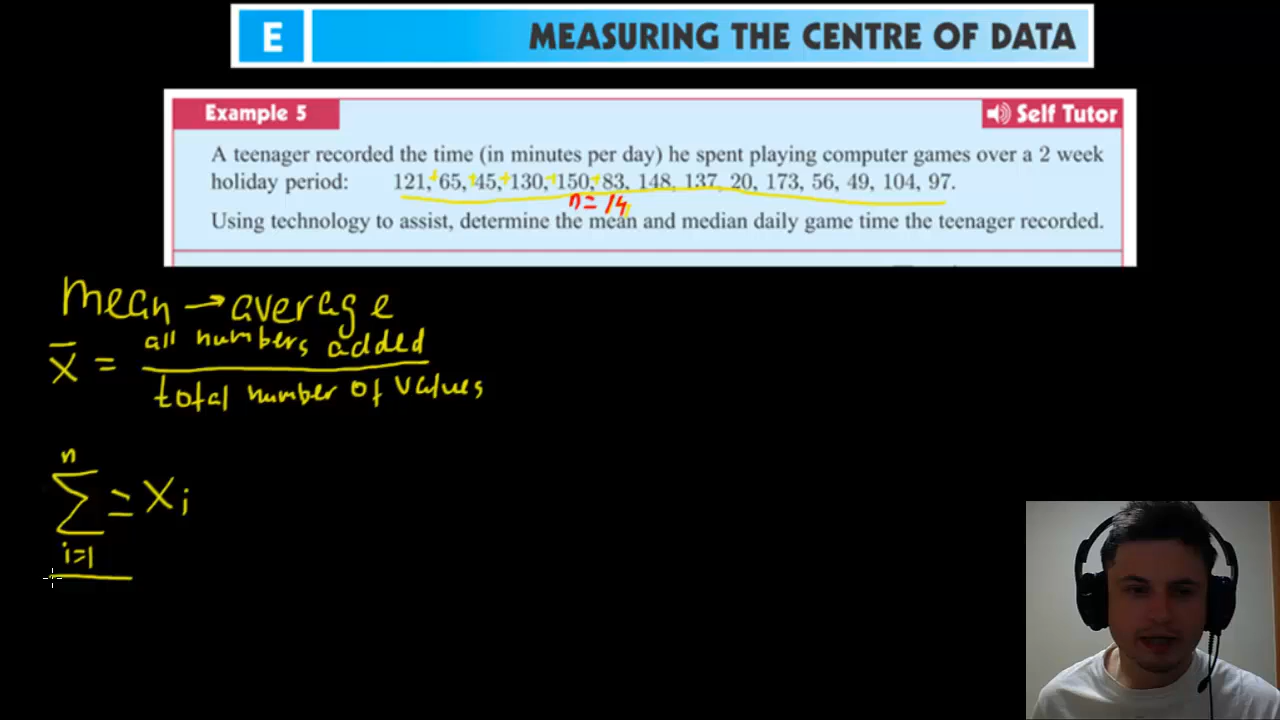 E MEASURING THE CENTRE OF DATA
Example 5 Self Tutor
A teenager recorded the time (in minutes per day) he spent playing computer games over a 2 week
holiday period: 121, 65, 45, 130, 150, 83, 148, 137, 20, 173, 56, 49, 104, 97.
n = 14
Using technology to assist, determine the mean and median daily game time the teenager recorded.
mean → average
x̄ = all numbers added
total number of values
n
∑ = xi
i=1